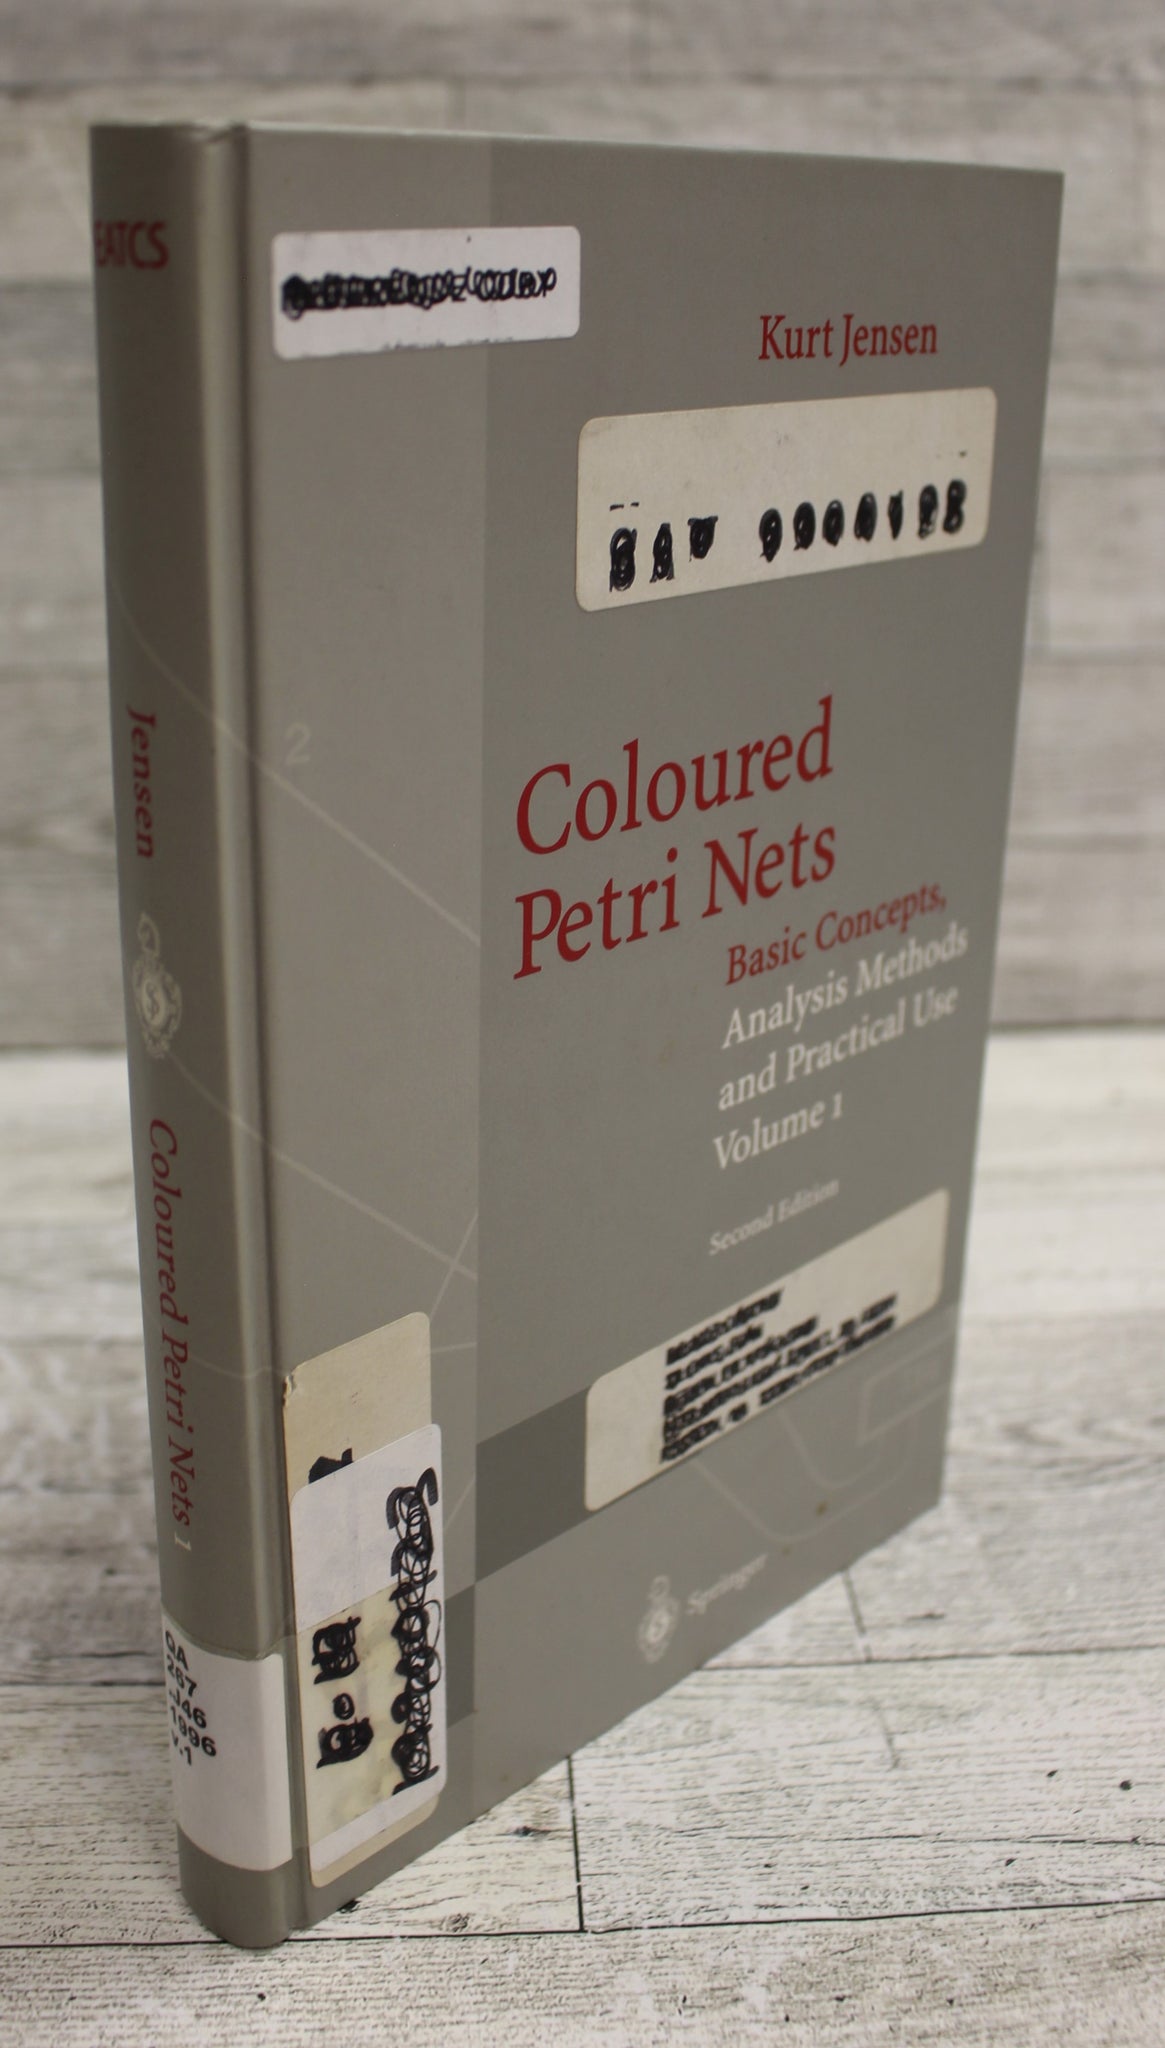 EATCS
Jensen
Coloured Petri Nets 1
QA
267
.J46
1996
v.1
Kurt Jensen
2
Coloured
Petri Nets
Basic Concepts,
Analysis Methods
and Practical Use
Volume 1
Second Edition
Springer